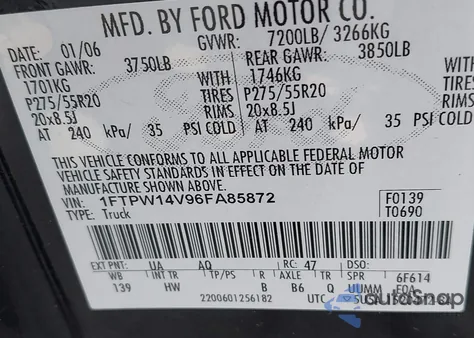 MFD. BY FORD MOTOR CO.
DATE: 01/06 GVWR: 7200LB/ 3266KG
FRONT GAWR: 3750LB REAR GAWR: 3850LB
1701KG WITH 1746KG WITH
P275/55R20 TIRES P275/55R20 TIRES
20x8.5J RIMS 20x8.5J RIMS
AT 240 kPa/ 35 PSI COLD AT 240 kPa/ 35 PSI COLD
THIS VEHICLE CONFORMS TO ALL APPLICABLE FEDERAL MOTOR
VEHICLE SAFETY STANDARDS IN EFFECT ON THE DATE OF
VIN: 1FTPW14V96FA85872 F0139
TYPE: Truck T0690
EXT PNT: UA AQ RC: 47 DSO:
WB INT TR TP/PS R AXLE TR SPR 6F614
139 HW B B6 Q UUMM
2200601256182 UTC
autoSnap